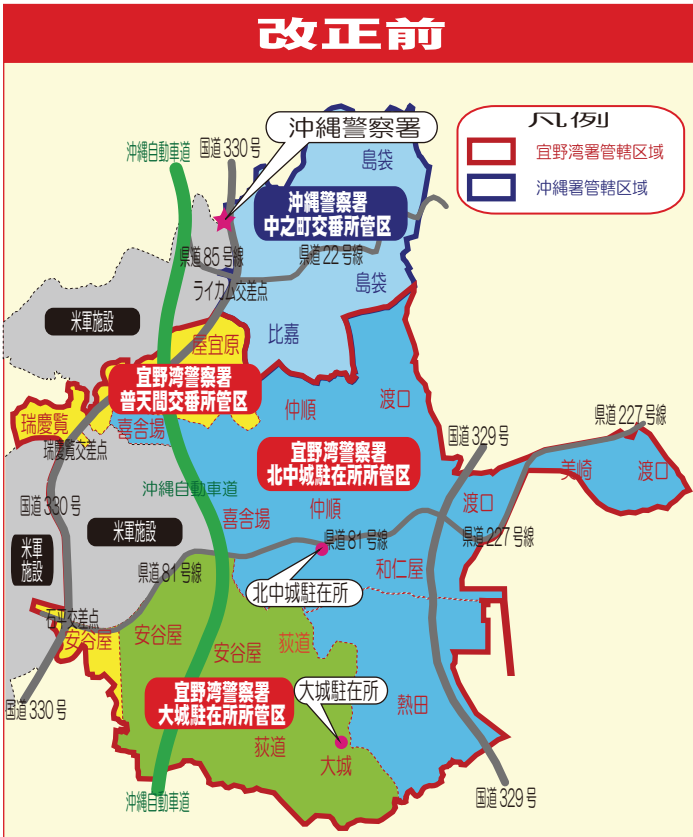 改正前
凡例
宜野湾署管轄区域
沖縄署管轄区域
沖縄警察署
沖縄自動車道
国道330号
島袋
沖縄警察署
中之町交番所管区
県道85号線
県道22号線
ライカム交差点
島袋
米軍施設
屋宜原
比嘉
宜野湾警察署
普天間交番所管区
瑞慶覧
喜舎場
仲順
渡口
県道227号線
瑞慶覧交差点
国道329号
宜野湾警察署
北中城駐在所所管区
美崎
渡口
沖縄自動車道
国道330号
渡口
米軍施設
喜舎場
仲順
県道81号線
県道227号線
米軍
施設
県道81号線
和仁屋
北中城駐在所
石平交差点
安谷屋
安谷屋
安谷屋
荻道
宜野湾警察署
大城駐在所所管区
大城駐在所
熱田
国道330号
荻道
大城
沖縄自動車道
国道329号